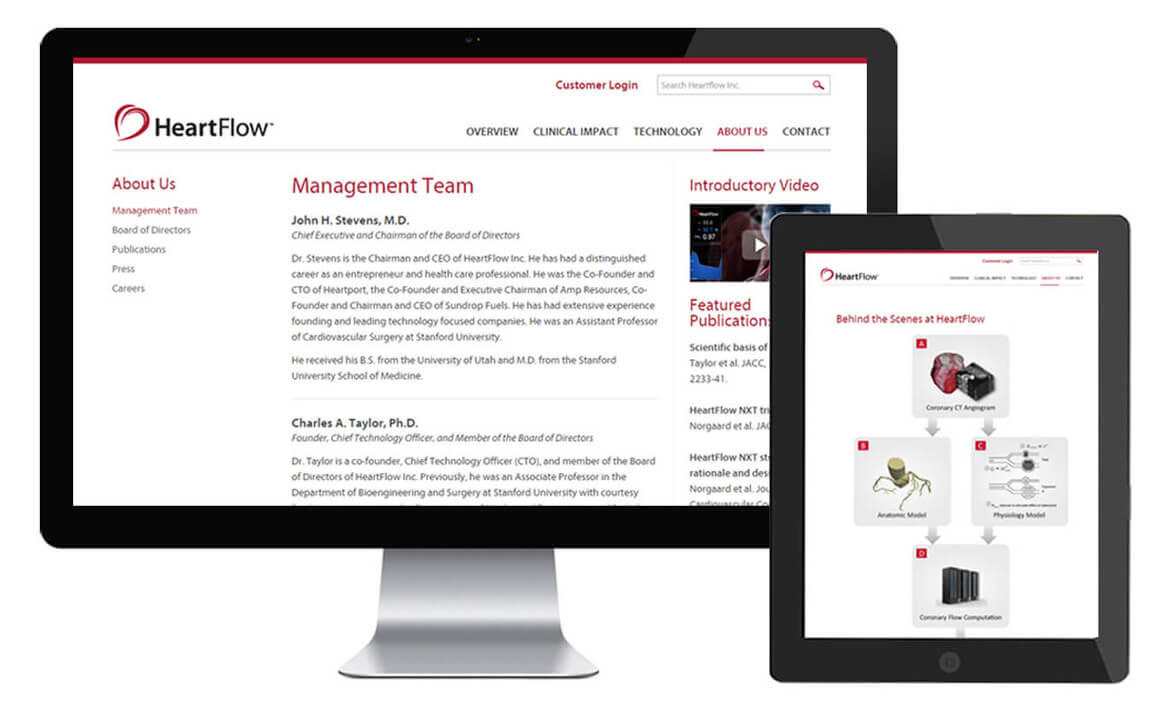 Customer Login
Search Heartflow Inc.
HeartFlow™
OVERVIEW CLINICAL IMPACT TECHNOLOGY ABOUT US CONTACT
About Us
Management Team
Board of Directors
Publications
Press
Careers
Management Team
John H. Stevens, M.D.
Chief Executive and Chairman of the Board of Directors
Dr. Stevens is the Chairman and CEO of HeartFlow Inc. He has had a distinguished
career as an entrepreneur and health care professional. He was the Co-Founder and
CTO of Heartport, the Co-Founder and Executive Chairman of Amp Resources, Co-
Founder and Chairman and CEO of Sundrop Fuels. He has had extensive experience
founding and leading technology focused companies. He was an Assistant Professor
of Cardiovascular Surgery at Stanford University.
He received his B.S. from the University of Utah and M.D. from the Stanford
University School of Medicine.
Charles A. Taylor, Ph.D.
Founder, Chief Technology Officer, and Member of the Board of Directors
Dr. Taylor is a co-founder, Chief Technology Officer (CTO), and member of the Board
of Directors of HeartFlow Inc. Previously, he was an Associate Professor in the
Department of Bioengineering and Surgery at Stanford University with courtesy
Introductory Video
HeartFlow
0.97
Featured
Publications
Scientific basis of
Taylor et al. JACC,
2233-41.
HeartFlow NXT tri
Norgaard et al. JAC
HeartFlow NXT st
rationale and des
Norgaard et al. Jou
Cardiovascular Co
Customer Login
HeartFlow™
OVERVIEW CLINICAL IMPACT TECHNOLOGY ABOUT US CONTACT
Behind the Scenes at HeartFlow
A
Coronary CT Angiogram
B
Anatomic Model
C
Physiology Model
D
Coronary Flow Computation